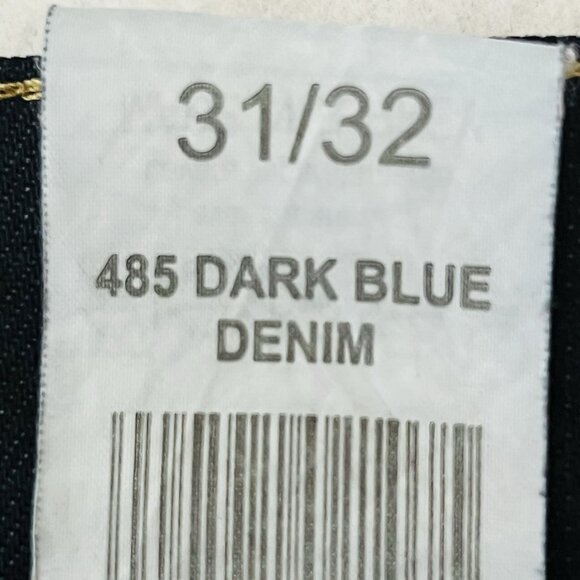 31/32
485 DARK BLUE
DENIM